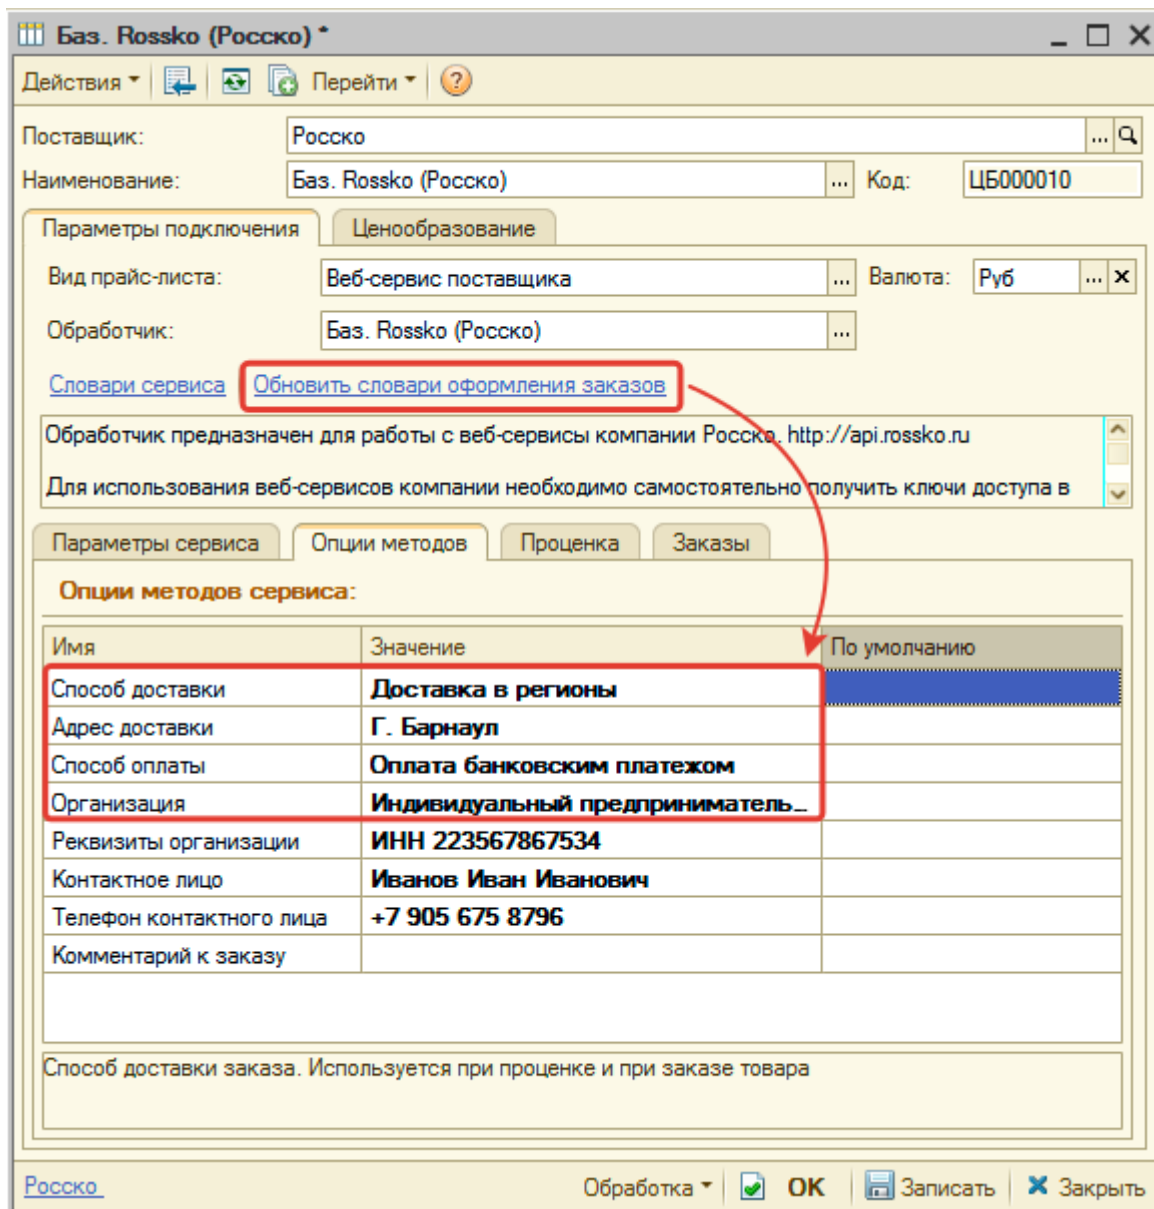 Баз. Rossko (Росско) *
Действия Перейти
Поставщик: Росско ...
Наименование: Баз. Rossko (Росско) ... Код: ЦБ000010
Параметры подключения Ценообразование
Вид прайс-листа: Веб-сервис поставщика ... Валюта: Руб ... x
Обработчик: Баз. Rossko (Росско) ...
Словари сервиса Обновить словари оформления заказов
Обработчик предназначен для работы с веб-сервисы компании Росско. http://api.rossko.ru
Для использования веб-сервисов компании необходимо самостоятельно получить ключи доступа в
Параметры сервиса Опции методов Проценка Заказы
Опции методов сервиса:
Имя Значение По умолчанию
Способ доставки Доставка в регионы
Адрес доставки Г. Барнаул
Способ оплаты Оплата банковским платежом
Организация Индивидуальный предприниматель...
Реквизиты организации ИНН 223567867534
Контактное лицо Иванов Иван Иванович
Телефон контактного лица +7 905 675 8796
Комментарий к заказу
Способ доставки заказа. Используется при проценке и при заказе товара
Росско Обработка OK Записать Закрыть